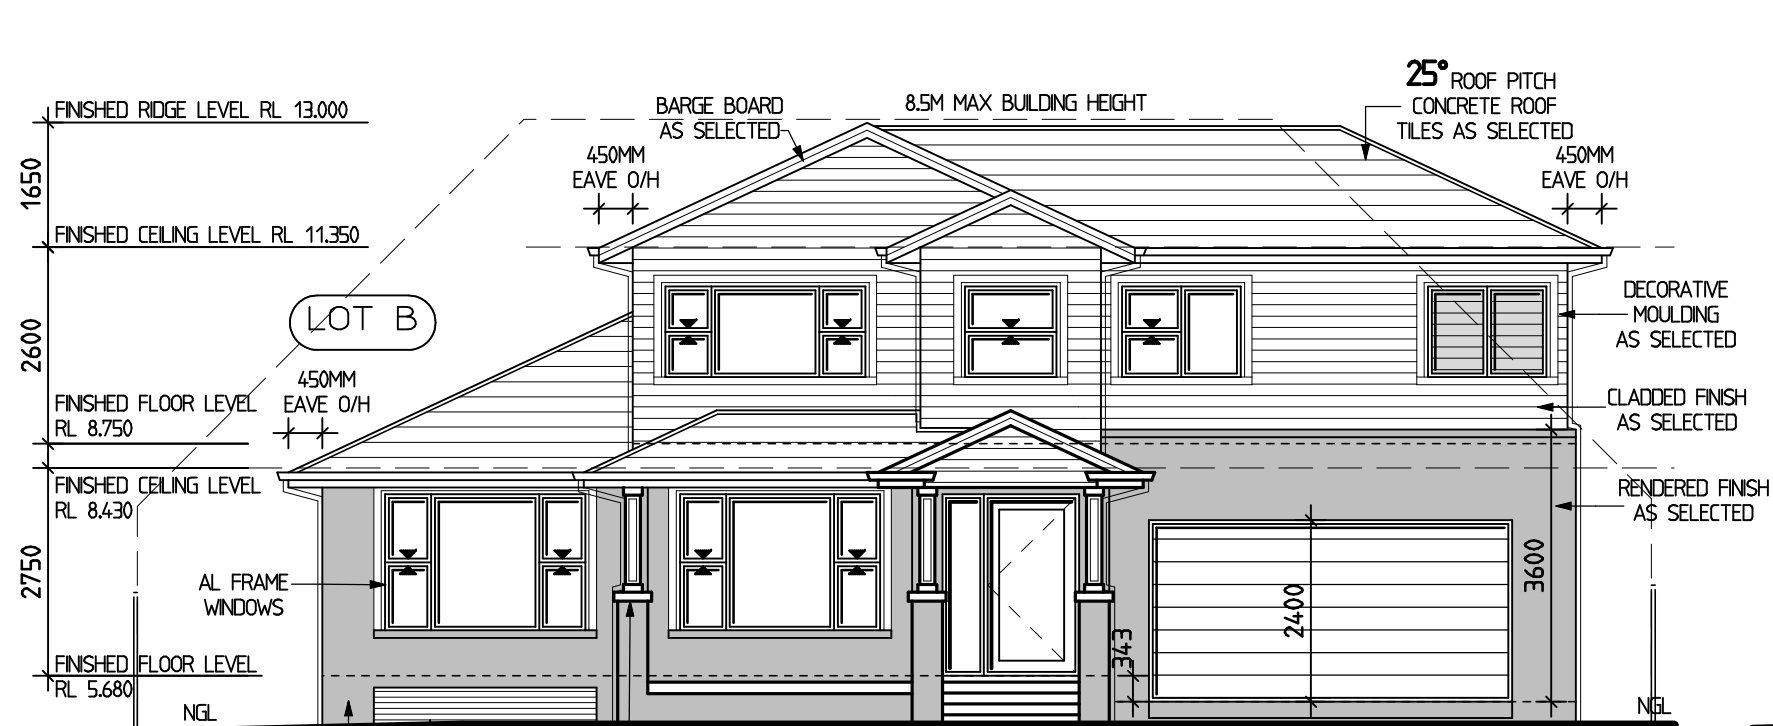 25° ROOF PITCH
CONCRETE ROOF
TILES AS SELECTED
BARGE BOARD
AS SELECTED
8.5M MAX BUILDING HEIGHT
FINISHED RIDGE LEVEL RL 13.000
450MM
EAVE O/H
450MM
EAVE O/H
1650
FINISHED CEILING LEVEL RL 11.350
LOT B
DECORATIVE
MOULDING
AS SELECTED
2600
450MM
EAVE O/H
FINISHED FLOOR LEVEL
RL 8.750
CLADDED FINISH
AS SELECTED
FINISHED CEILING LEVEL
RL 8.430
RENDERED FINISH
AS SELECTED
2750
AL FRAME
WINDOWS
3600
2400
343
FINISHED FLOOR LEVEL
RL 5.680
NGL
NGL